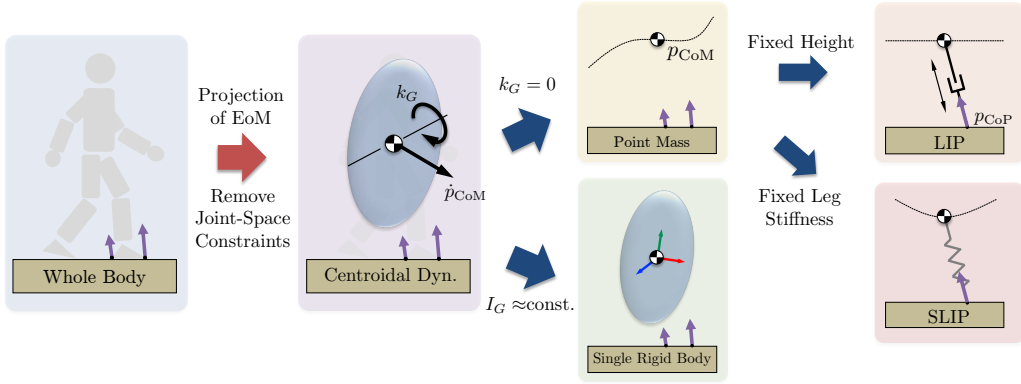 Whole Body
Projection
of EoM
Remove
Joint-Space
Constraints
k_G
ṗ_CoM
Centroidal Dyn.
k_G = 0
I_G ≈const.
p_CoM
Point Mass
Single Rigid Body
Fixed Height
Fixed Leg
Stiffness
p_CoP
LIP
SLIP